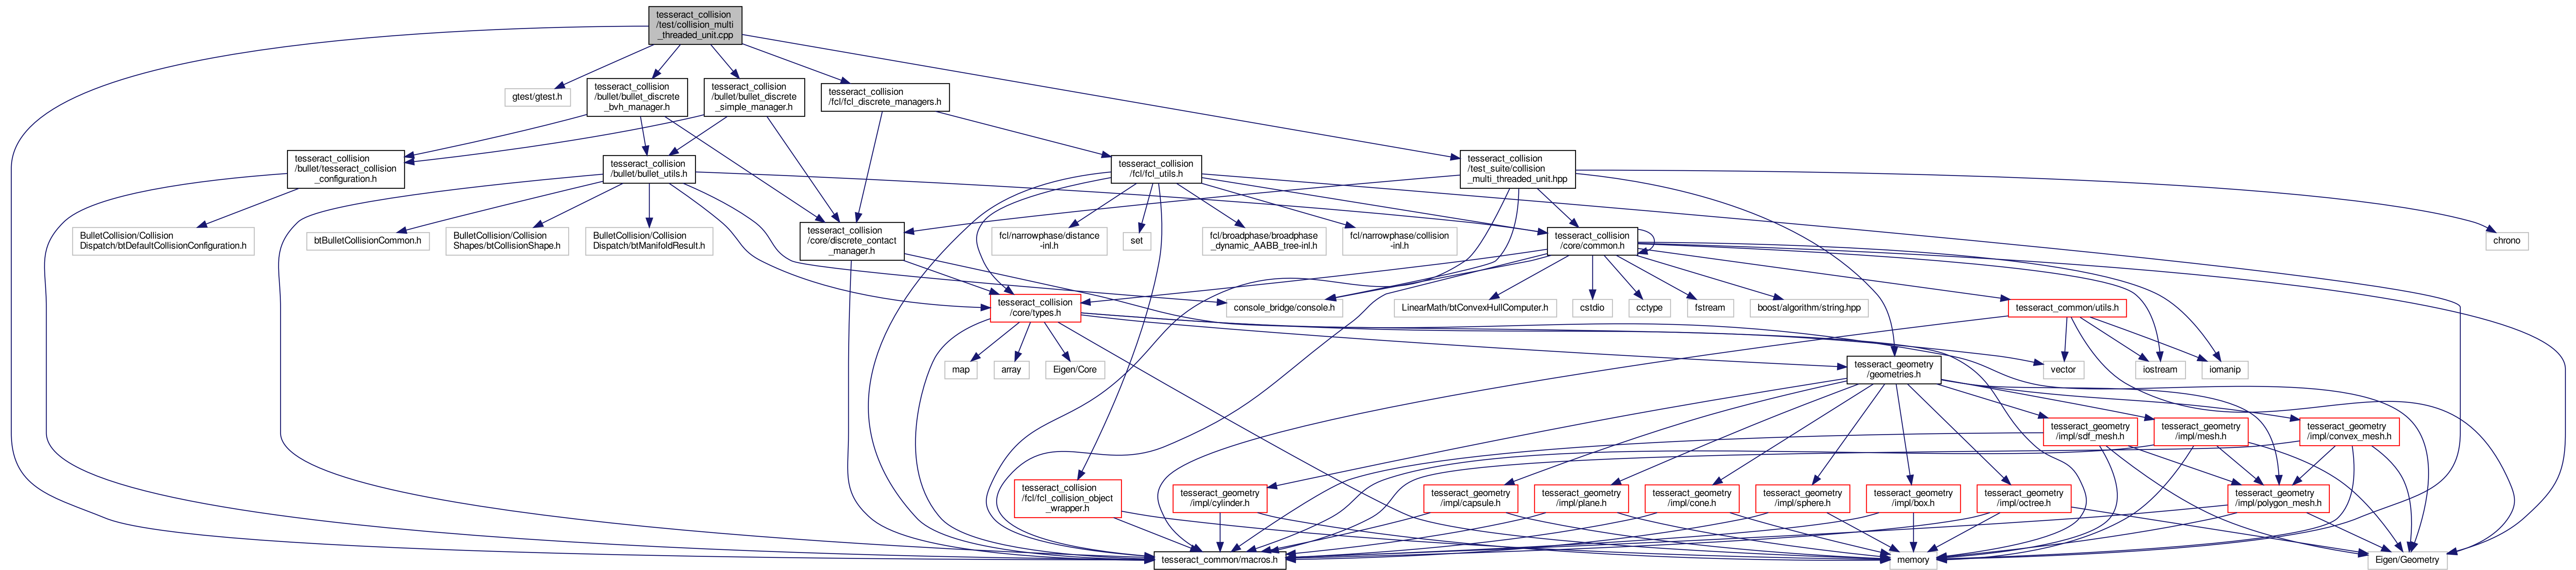 tesseract_collision
/test/collision_multi
_threaded_unit.cpp
gtest/gtest.h
tesseract_collision
/bullet/bullet_discrete
_bvh_manager.h
tesseract_collision
/bullet/bullet_discrete
_simple_manager.h
tesseract_collision
/fcl/fcl_discrete_managers.h
tesseract_collision
/bullet/tesseract_collision
_configuration.h
tesseract_collision
/bullet/bullet_utils.h
tesseract_collision
/fcl/fcl_utils.h
tesseract_collision
/test_suite/collision
_multi_threaded_unit.hpp
BulletCollision/Collision
Dispatch/btDefaultCollisionConfiguration.h
btBulletCollisionCommon.h
BulletCollision/Collision
Shapes/btCollisionShape.h
BulletCollision/Collision
Dispatch/btManifoldResult.h
tesseract_collision
/core/discrete_contact
_manager.h
fcl/narrowphase/distance
-inl.h
set
fcl/broadphase/broadphase
_dynamic_AABB_tree-inl.h
fcl/narrowphase/collision
-inl.h
tesseract_collision
/core/common.h
chrono
tesseract_collision
/core/types.h
console_bridge/console.h
LinearMath/btConvexHullComputer.h
cstdio
cctype
fstream
boost/algorithm/string.hpp
tesseract_common/utils.h
map
array
Eigen/Core
tesseract_geometry
/geometries.h
vector
iostream
iomanip
tesseract_geometry
/impl/sdf_mesh.h
tesseract_geometry
/impl/mesh.h
tesseract_geometry
/impl/convex_mesh.h
tesseract_collision
/fcl/fcl_collision_object
_wrapper.h
tesseract_geometry
/impl/cylinder.h
tesseract_geometry
/impl/capsule.h
tesseract_geometry
/impl/plane.h
tesseract_geometry
/impl/cone.h
tesseract_geometry
/impl/sphere.h
tesseract_geometry
/impl/box.h
tesseract_geometry
/impl/octree.h
tesseract_geometry
/impl/polygon_mesh.h
tesseract_common/macros.h
memory
Eigen/Geometry